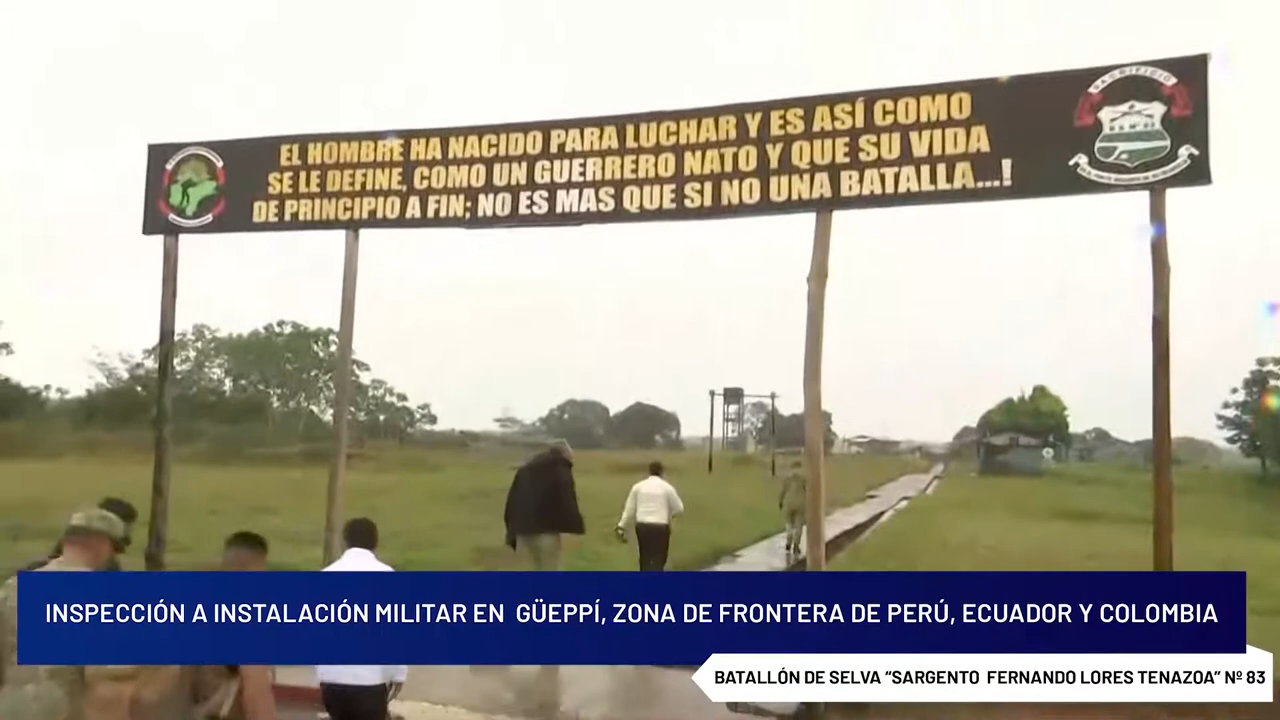 EL HOMBRE HA NACIDO PARA LUCHAR Y ES ASÍ COMO
SE LE DEFINE, COMO UN GUERRERO NATO Y QUE SU VIDA
DE PRINCIPIO A FIN; NO ES MAS QUE SI NO UNA BATALLA...!
SACRIFICIO
INSPECCIÓN A INSTALACIÓN MILITAR EN GÜEPPÍ, ZONA DE FRONTERA DE PERÚ, ECUADOR Y COLOMBIA
BATALLÓN DE SELVA “SARGENTO FERNANDO LORES TENAZOA” Nº 83